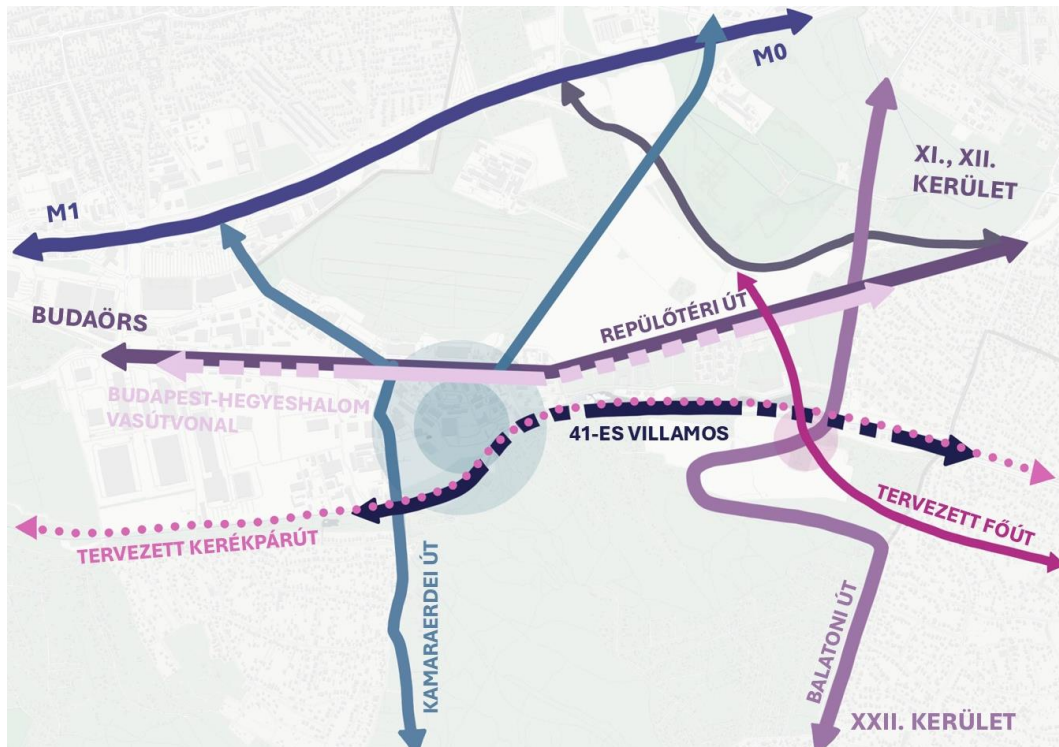 M0
XI., XII.
KERÜLET
M1
BUDAÖRS
REPÜLŐTÉRI ÚT
BUDAPEST-HEGYESHALOM
VASÚTVONAL
41-ES VILLAMOS
TERVEZETT FŐÚT
TERVEZETT KERÉKPÁRÚT
KAMARAERDEI ÚT
BALATONI ÚT
XXII. KERÜLET